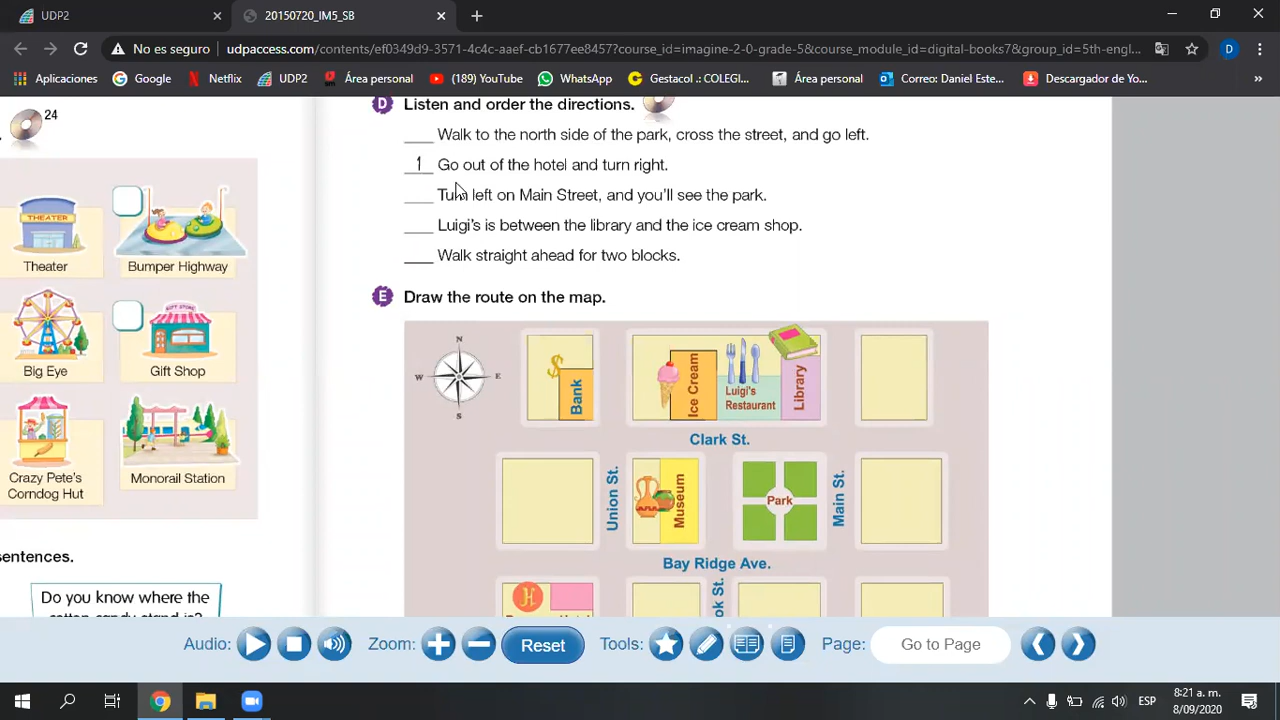 UDP2
20150720_IM5_SB
No es seguro
udpaccess.com/contents/ef0349d9-3571-4c4c-aaef-cb1677ee8457?course_id=imagine-2-0-grade-5&course_module_id=digital-books7&group_id=5th-engl...
D
Aplicaciones
Google
Netflix
UDP2
Área personal
(189) YouTube
WhatsApp
Gestacol .: COLEGI...
Área personal
Correo: Daniel Este...
Descargador de Yo...
»
24
THEATER
Theater
Bumper Highway
Big Eye
GIFT STORE
Gift Shop
Crazy Pete's
Corndog Hut
Monorail Station
entences.
Do you know where the
D Listen and order the directions.
___ Walk to the north side of the park, cross the street, and go left.
1 Go out of the hotel and turn right.
___ Turn left on Main Street, and you'll see the park.
___ Luigi's is between the library and the ice cream shop.
___ Walk straight ahead for two blocks.
E Draw the route on the map.
N
W E
S
$
Bank
Ice Cream
Luigi's
Restaurant
Library
Clark St.
Union St.
Museum
Park
Main St.
Bay Ridge Ave.
H
Audio:
Zoom:
Reset
Tools:
Page:
Go to Page
ESP
8:21 a. m.
8/09/2020